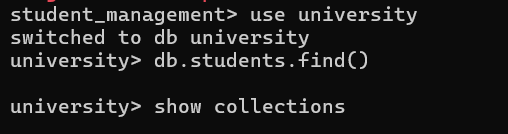 student_management> use university
switched to db university
university> db.students.find()
university> show collections